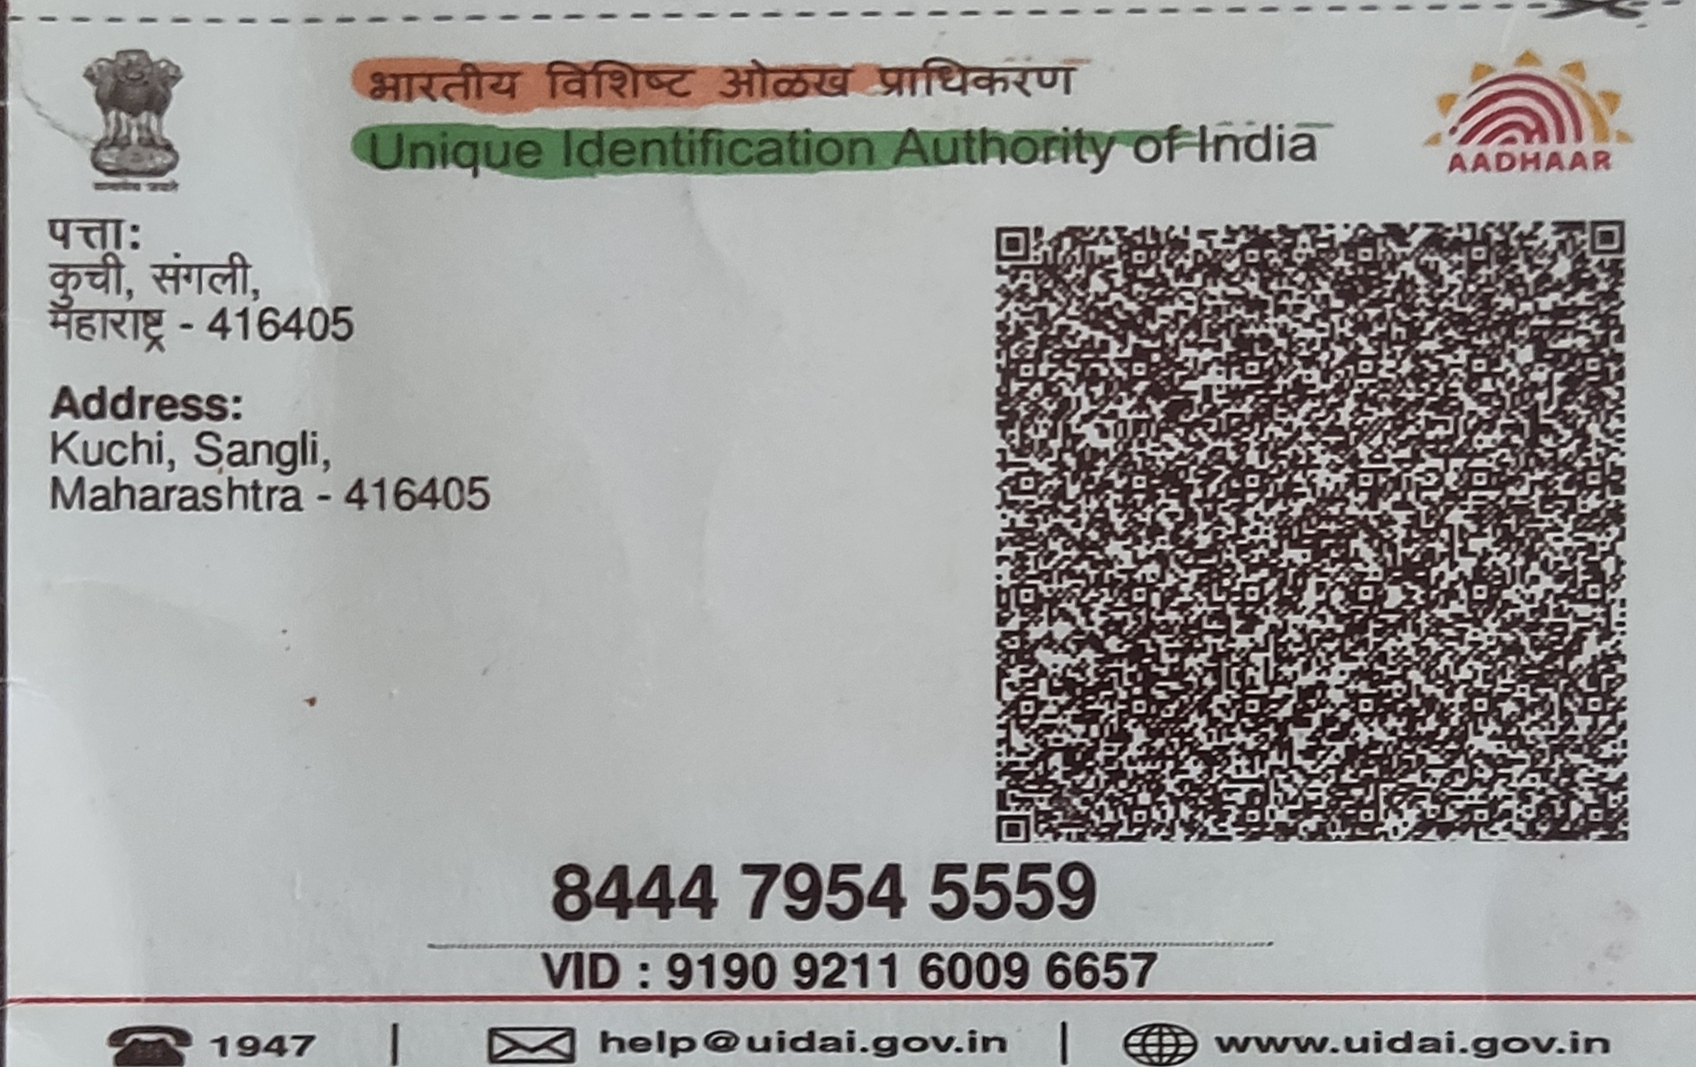 भारतीय विशिष्ट ओळख प्राधिकरण
Unique Identification Authority of India
AADHAAR
पत्ता:
कुची, संगली,
महाराष्ट्र - 416405
Address:
Kuchi, Sangli,
Maharashtra - 416405
8444 7954 5559
VID : 9190 9211 6009 6657
1947 | help@uidai.gov.in | www.uidai.gov.in